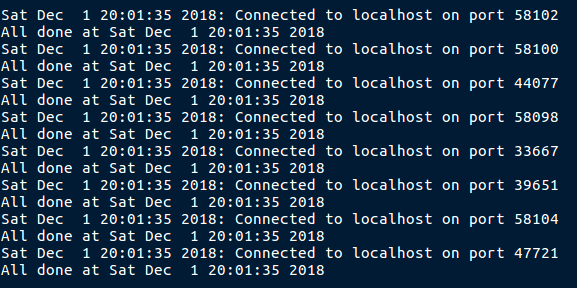 Sat Dec  1 20:01:35 2018: Connected to localhost on port 58102
All done at Sat Dec  1 20:01:35 2018
Sat Dec  1 20:01:35 2018: Connected to localhost on port 58100
All done at Sat Dec  1 20:01:35 2018
Sat Dec  1 20:01:35 2018: Connected to localhost on port 44077
All done at Sat Dec  1 20:01:35 2018
Sat Dec  1 20:01:35 2018: Connected to localhost on port 58098
All done at Sat Dec  1 20:01:35 2018
Sat Dec  1 20:01:35 2018: Connected to localhost on port 33667
All done at Sat Dec  1 20:01:35 2018
Sat Dec  1 20:01:35 2018: Connected to localhost on port 39651
All done at Sat Dec  1 20:01:35 2018
Sat Dec  1 20:01:35 2018: Connected to localhost on port 58104
All done at Sat Dec  1 20:01:35 2018
Sat Dec  1 20:01:35 2018: Connected to localhost on port 47721
All done at Sat Dec  1 20:01:35 2018